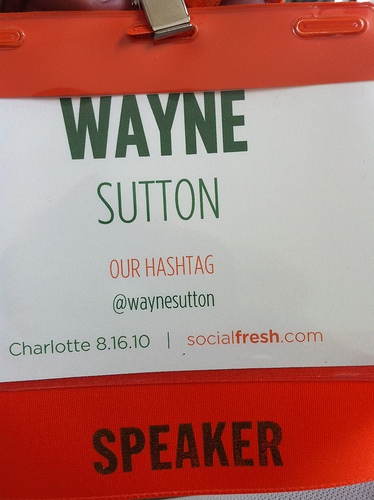 WAYNE
SUTTON
OUR HASHTAG
@waynesutton
Charlotte 8.16.10 | socialfresh.com
SPEAKER